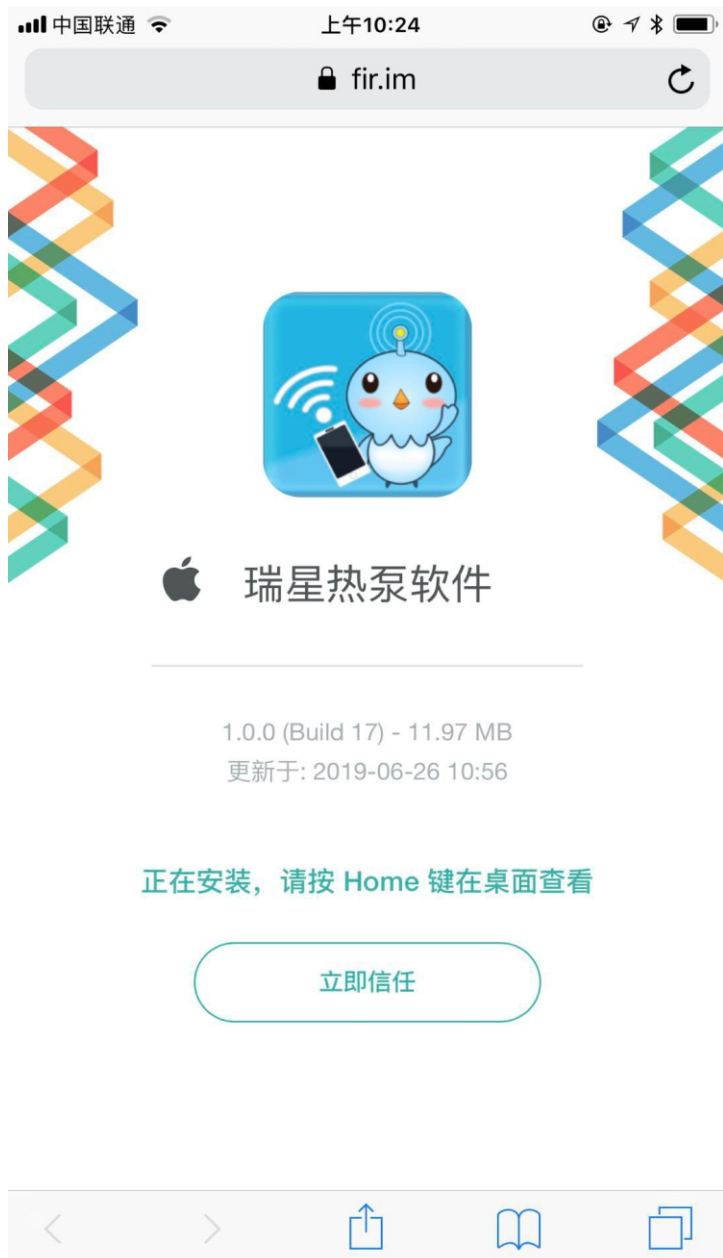 中国联通
上午10:24
fir.im
瑞星热泵软件
1.0.0 (Build 17) - 11.97 MB
更新于: 2019-06-26 10:56
正在安装，请按 Home 键在桌面查看
立即信任